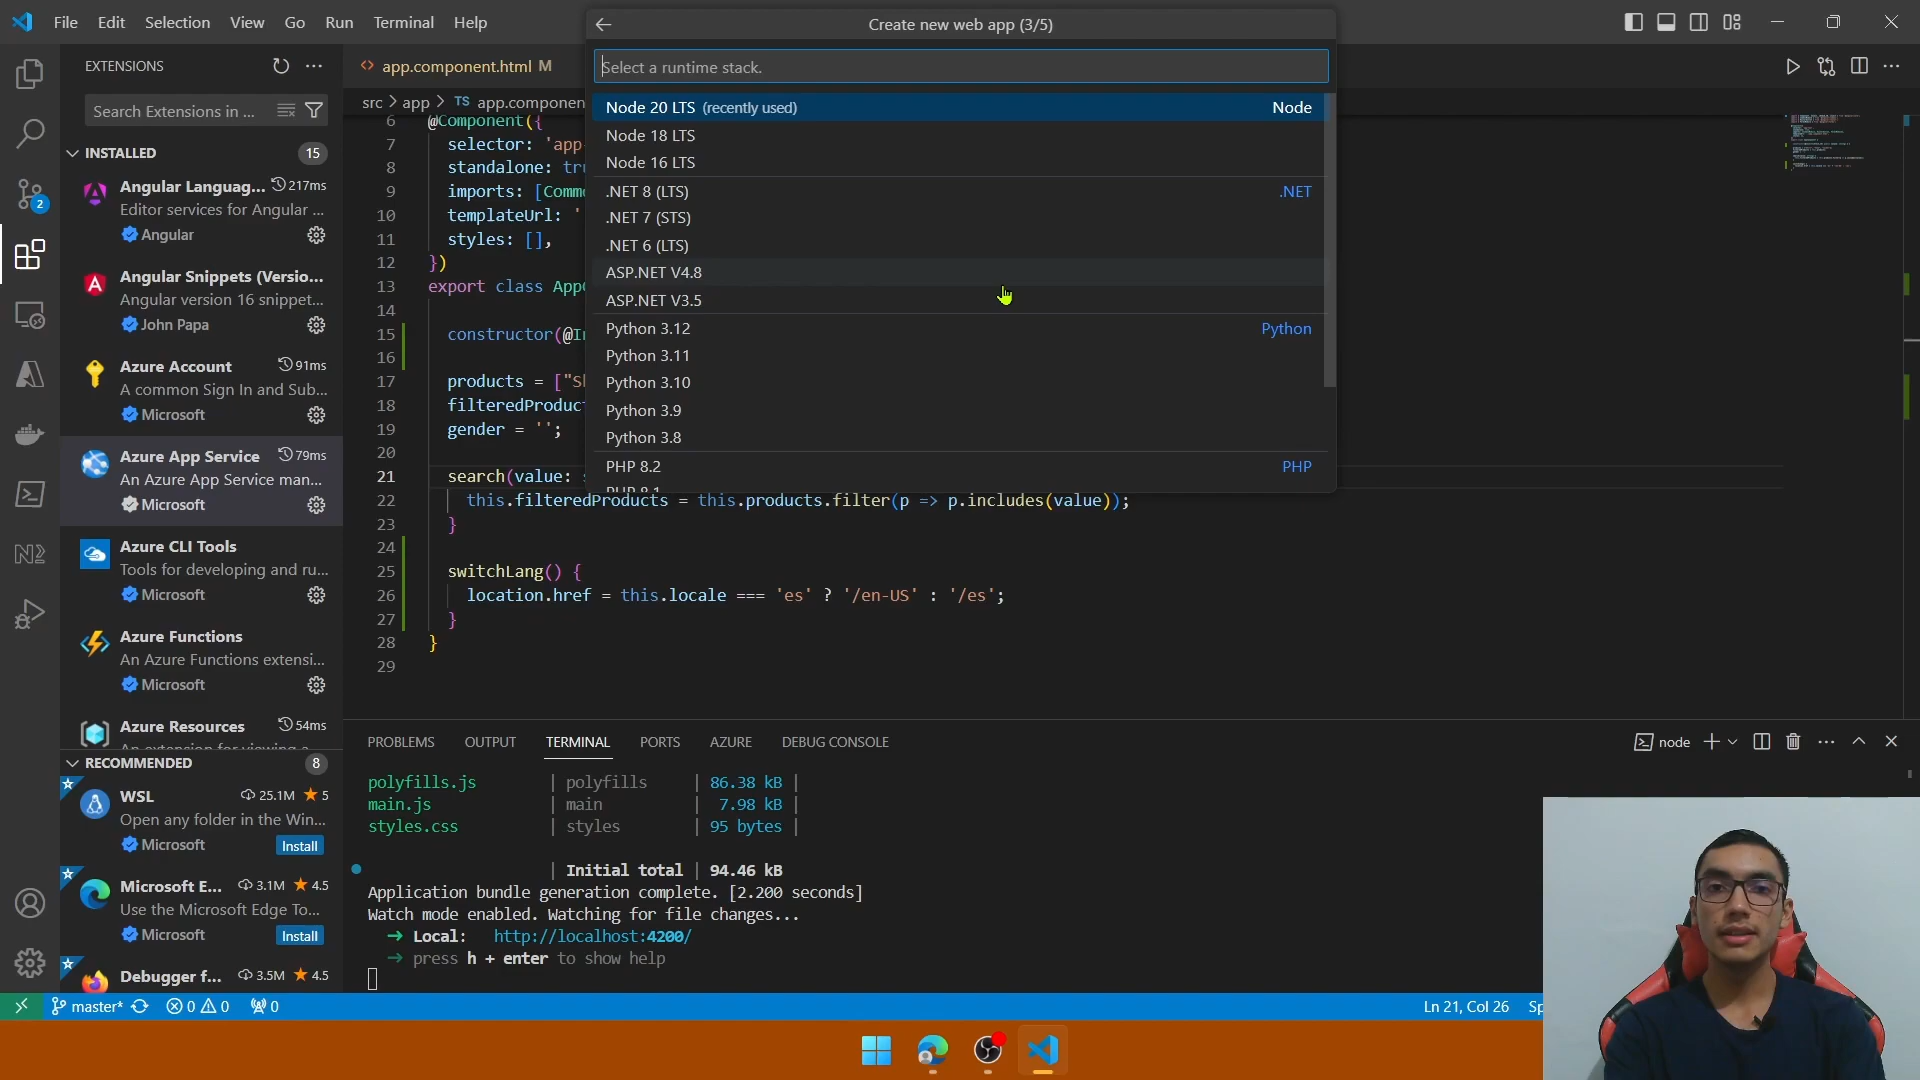 File Edit Selection View Go Run Terminal Help
Create new web app (3/5)
Select a runtime stack.
Node 20 LTS (recently used) Node
Node 18 LTS
Node 16 LTS
.NET 8 (LTS) .NET
.NET 7 (STS)
.NET 6 (LTS)
ASP.NET V4.8
ASP.NET V3.5
Python 3.12 Python
Python 3.11
Python 3.10
Python 3.9
Python 3.8
PHP 8.2 PHP
PHP 8.1
EXTENSIONS
Search Extensions in ...
INSTALLED 15
Angular Languag... 217ms
Editor services for Angular ...
Angular
Angular Snippets (Versio...
Angular version 16 snippet...
John Papa
Azure Account 91ms
A common Sign In and Sub...
Microsoft
Azure App Service 79ms
An Azure App Service man...
Microsoft
Azure CLI Tools
Tools for developing and ru...
Microsoft
Azure Functions
An Azure Functions extensi...
Microsoft
Azure Resources 54ms
RECOMMENDED 8
WSL 25.1M 5
Open any folder in the Win...
Microsoft Install
Microsoft E... 3.1M 4.5
Use the Microsoft Edge To...
Microsoft Install
Debugger f... 3.5M 4.5
2
app.component.html M
src > app > TS app.component
6 @Component({
7 selector: 'app
8 standalone: tru
9 imports: [Comm
10 templateUrl: '
11 styles: [],
12 })
13 export class App
14
15 constructor(@I
16
17 products = ["S
18 filteredProduc
19 gender = '';
20
21 search(value:
22 this.filteredProducts = this.products.filter(p => p.includes(value));
23 }
24
25 switchLang() {
26 location.href = this.locale === 'es' ? '/en-US' : '/es';
27 }
28 }
29
PROBLEMS OUTPUT TERMINAL PORTS AZURE DEBUG CONSOLE
node
polyfills.js | polyfills | 86.38 kB |
main.js | main | 7.98 kB |
styles.css | styles | 95 bytes |
| Initial total | 94.46 kB
Application bundle generation complete. [2.200 seconds]
Watch mode enabled. Watching for file changes...
→ Local: http://localhost:4200/
→ press h + enter to show help
master* 0 0 0
Ln 21, Col 26 Sp